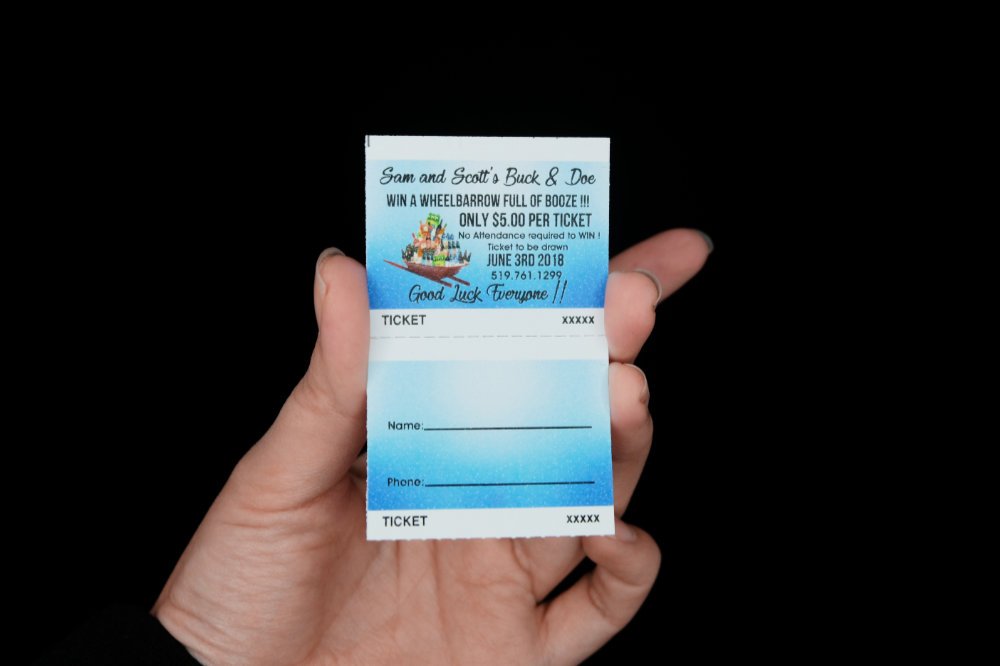 Sam and Scott's Buck & Doe
WIN A WHEELBARROW FULL OF BOOZE !!!
ONLY $5.00 PER TICKET
No Attendance required to WIN !
Ticket to be drawn
JUNE 3RD 2018
519.761.1299
Good Luck Everyone !!
TICKET XXXXX
Name:
Phone:
TICKET XXXXX